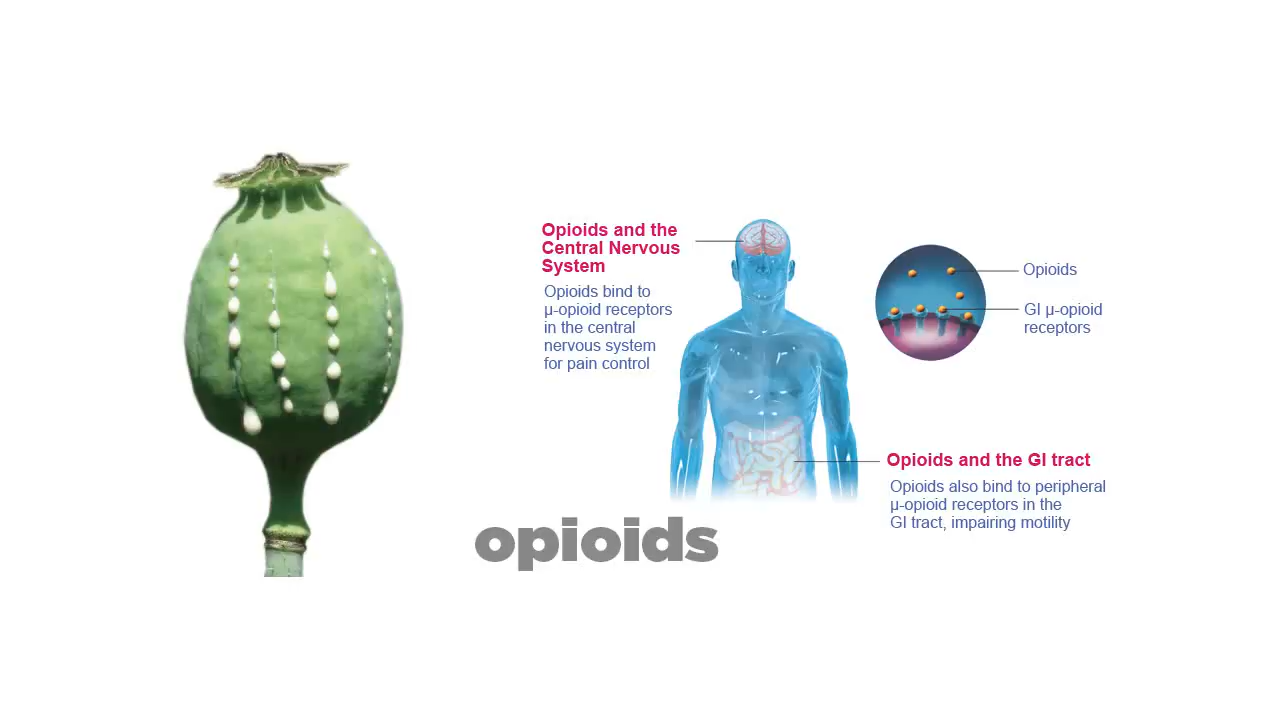 Opioids and the
Central Nervous
System
Opioids bind to
μ-opioid receptors
in the central
nervous system
for pain control
Opioids
GI μ-opioid
receptors
Opioids and the GI tract
Opioids also bind to peripheral
μ-opioid receptors in the
GI tract, impairing motility
opioids